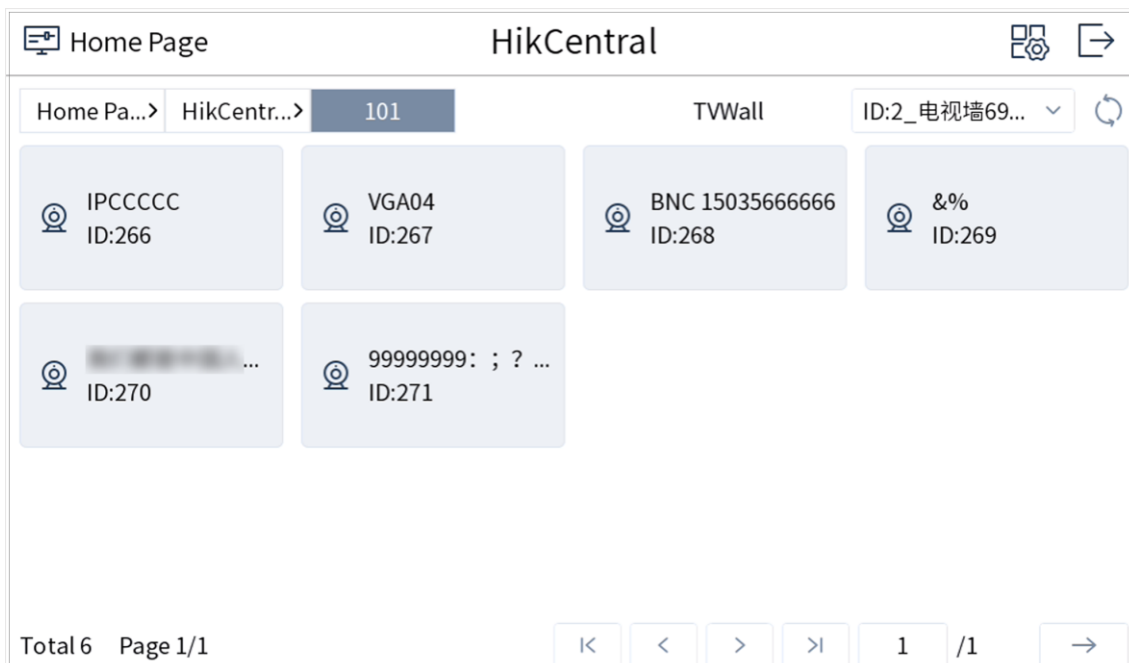 Home Page
HikCentral
Home Pa...> HikCentr...> 101
TVWall
ID:2_电视墙69...
IPCCCCC
ID:266
VGA04
ID:267
BNC 15035666666
ID:268
&%
ID:269
...
ID:270
99999999：；？...
ID:271
Total 6 Page 1/1
1 /1